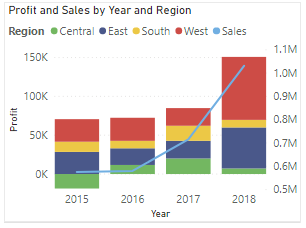 Profit and Sales by Year and Region
Region Central East South West Sales
150K
100K
50K
0K
Profit
1.1M
1.0M
0.9M
0.8M
0.7M
0.6M
0.5M
2015 2016 2017 2018
Year